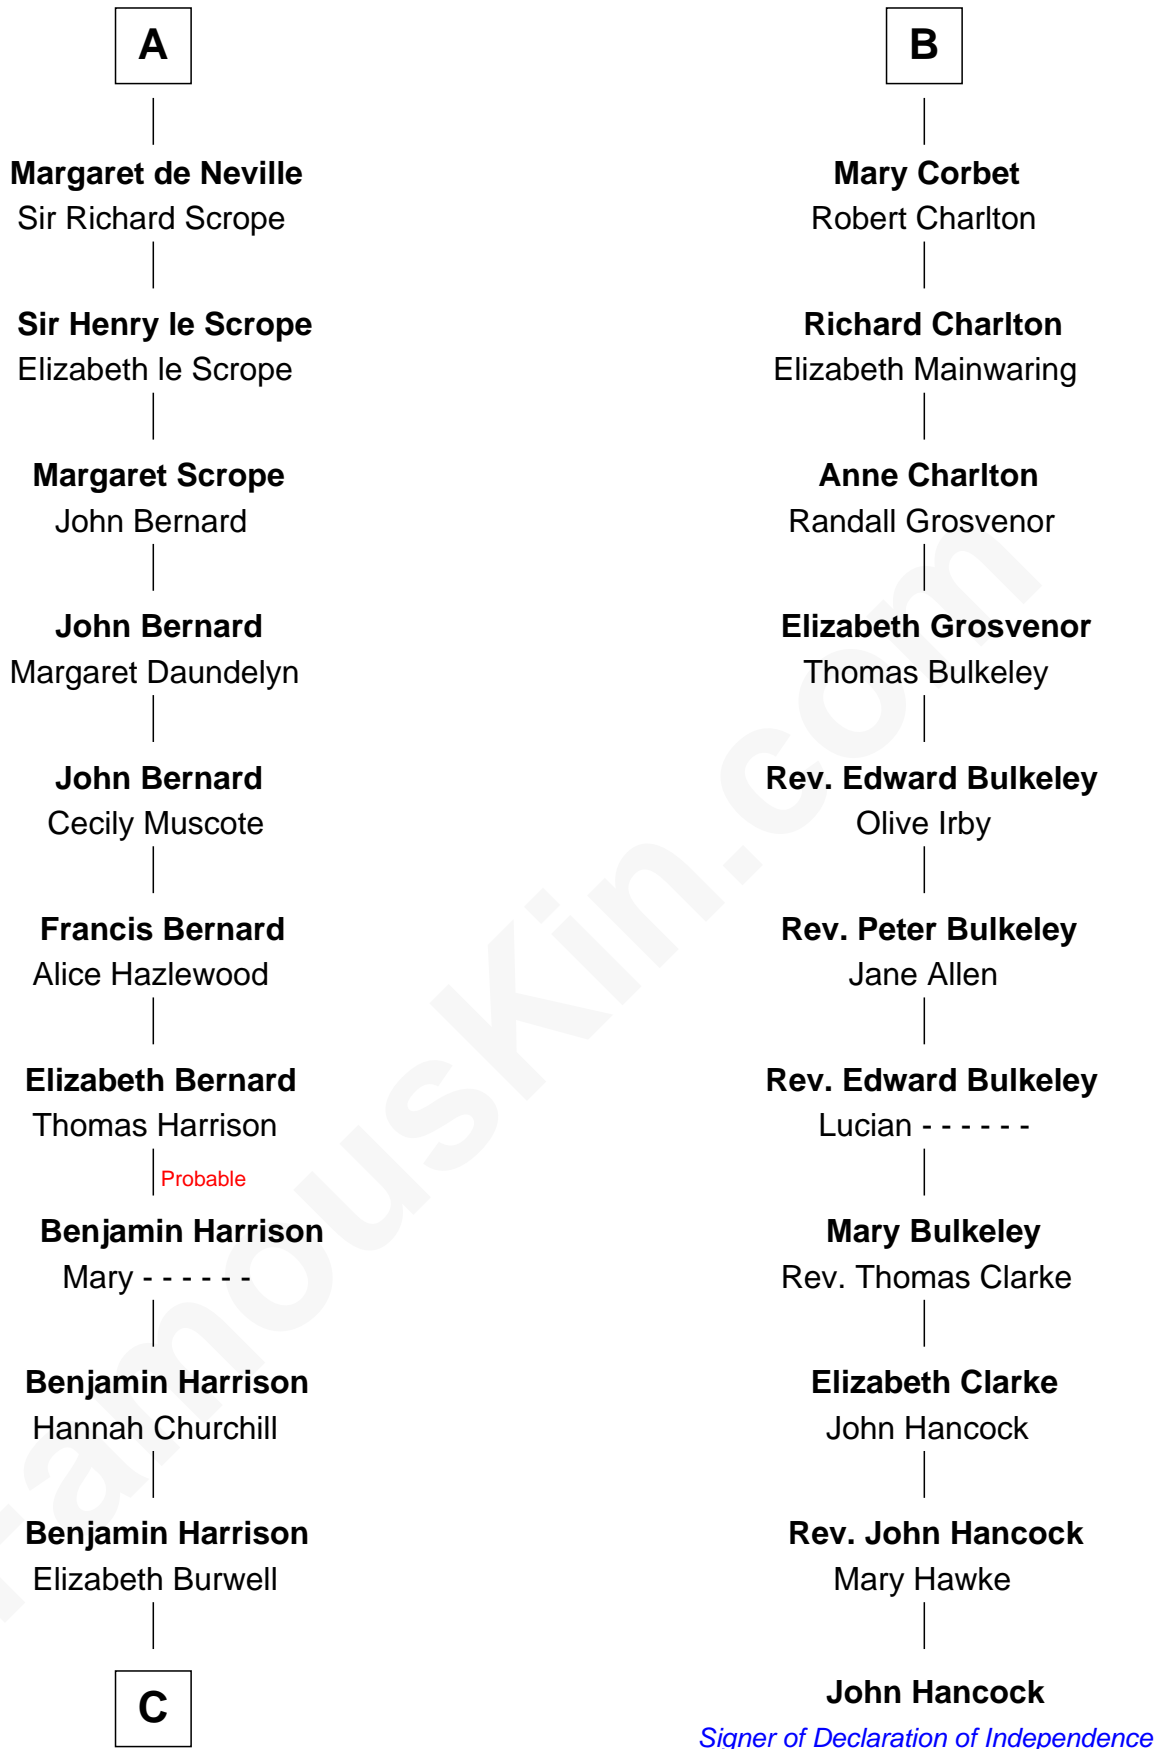 A
Margaret de Neville
Sir Richard Scrope
Sir Henry le Scrope
Elizabeth le Scrope
Margaret Scrope
John Bernard
John Bernard
Margaret Daundelyn
John Bernard
Cecily Muscote
Francis Bernard
Alice Hazlewood
Elizabeth Bernard
Thomas Harrison
Probable
Benjamin Harrison
Mary - - - - - -
Benjamin Harrison
Hannah Churchill
Benjamin Harrison
Elizabeth Burwell
C
B
Mary Corbet
Robert Charlton
Richard Charlton
Elizabeth Mainwaring
Anne Charlton
Randall Grosvenor
Elizabeth Grosvenor
Thomas Bulkeley
Rev. Edward Bulkeley
Olive Irby
Rev. Peter Bulkeley
Jane Allen
Rev. Edward Bulkeley
Lucian - - - - - -
Mary Bulkeley
Rev. Thomas Clarke
Elizabeth Clarke
John Hancock
Rev. John Hancock
Mary Hawke
John Hancock
Signer of Declaration of Independence
FamousKin.com